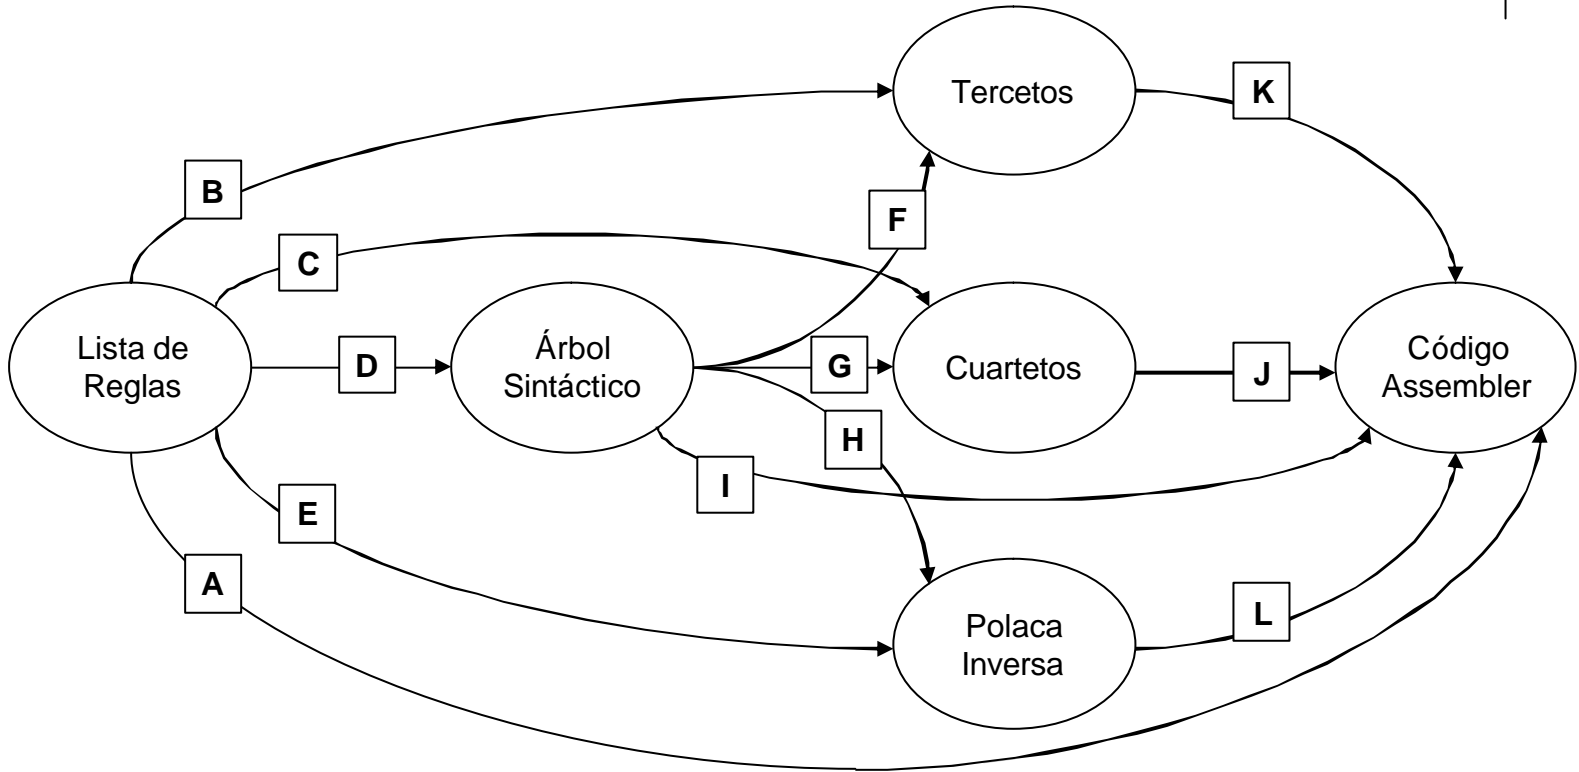 Tercetos
K
B
F
C
Lista de
Reglas
D
Árbol
Sintáctico
G
Cuartetos
J
Código
Assembler
H
I
E
A
Polaca
Inversa
L